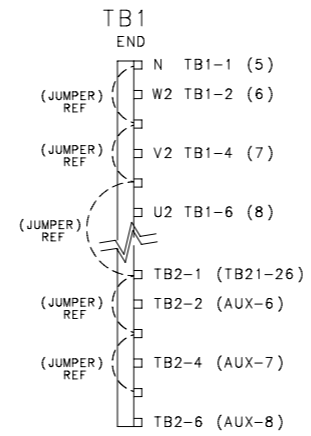 TB1
END
N TB1-1 (5)
(JUMPER)
REF
W2 TB1-2 (6)
(JUMPER)
REF
V2 TB1-4 (7)
(JUMPER)
REF
U2 TB1-6 (8)
TB2-1 (TB21-26)
(JUMPER)
REF
TB2-2 (AUX-6)
(JUMPER)
REF
TB2-4 (AUX-7)
TB2-6 (AUX-8)